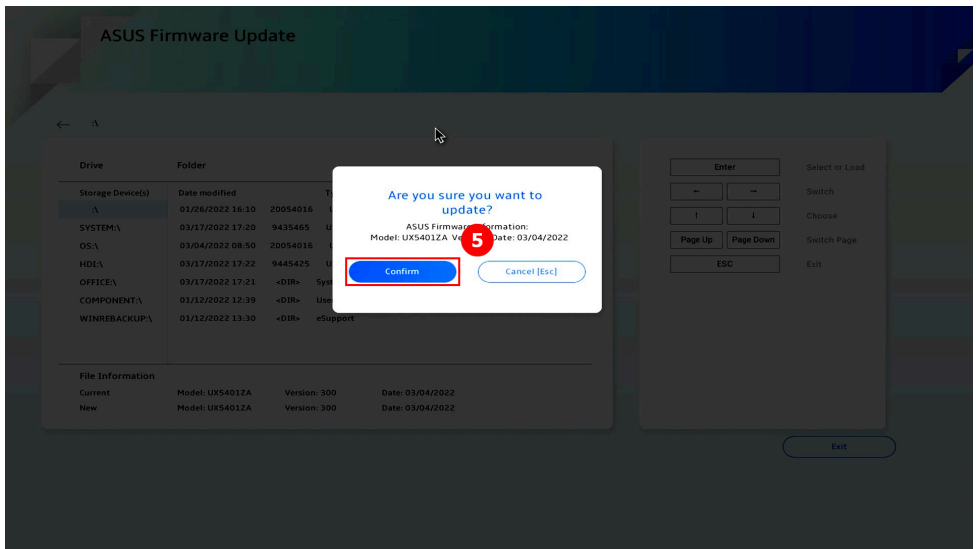 ASUS Firmware Update
← :\
Drive Folder
Storage Device(s) Date modified
:\ 01/26/2022 16:10 20054016
SYSTEM:\ 03/17/2022 17:20 9435465
OS:\ 03/04/2022 08:50 20054016
HDI:\ 03/17/2022 17:22 9445425
OFFICE:\ 03/17/2022 17:21 <DIR>
COMPONENT:\ 01/12/2022 12:39 <DIR>
WINREBACKUP:\ 01/12/2022 13:30 <DIR> eSupport
File Information
Current Model: UX5401ZA Version: 300 Date: 03/04/2022
New Model: UX5401ZA Version: 300 Date: 03/04/2022
Are you sure you want to
update?
ASUS Firmware
Model: UX5401ZA Date: 03/04/2022
5
Confirm Cancel [Esc]
Enter Select or Load
← → Switch
↑ ↓ Choose
Page Up Page Down Switch Page
ESC Exit
Exit